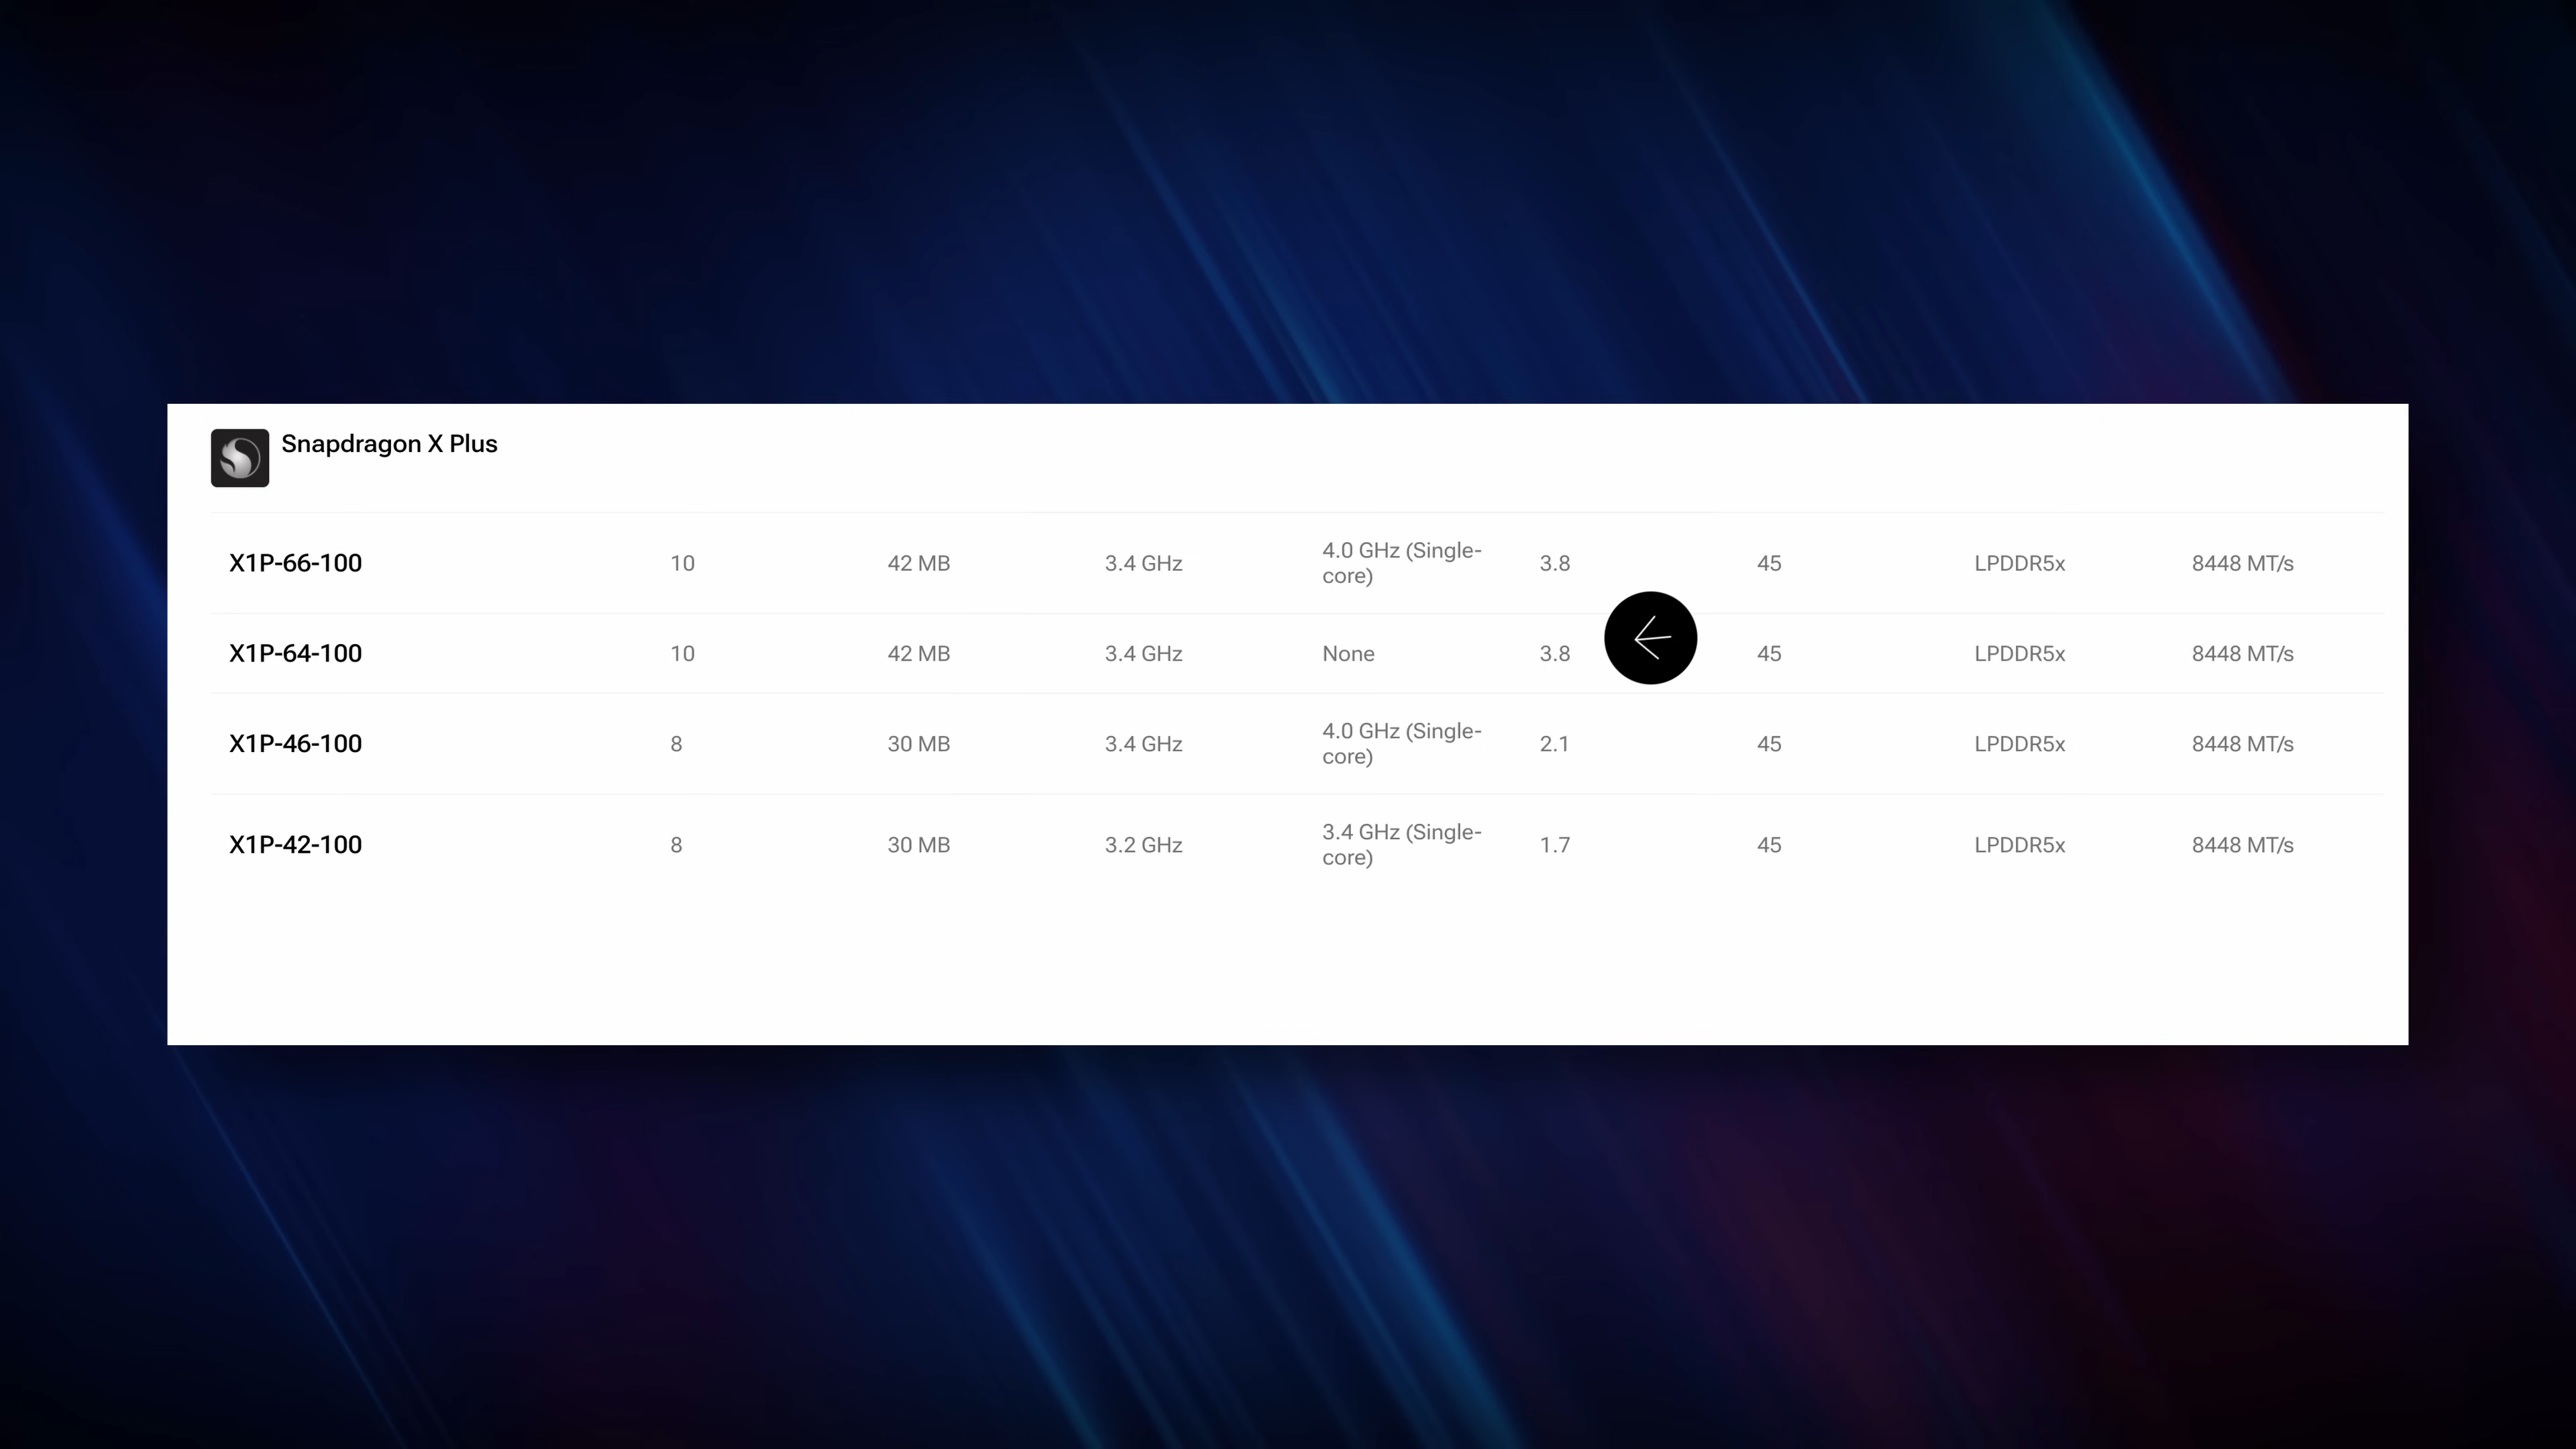 Snapdragon X Plus
X1P-66-100 10 42 MB 3.4 GHz 4.0 GHz (Single-
core) 3.8 45 LPDDR5x 8448 MT/s
X1P-64-100 10 42 MB 3.4 GHz None 3.8 45 LPDDR5x 8448 MT/s
X1P-46-100 8 30 MB 3.4 GHz 4.0 GHz (Single-
core) 2.1 45 LPDDR5x 8448 MT/s
X1P-42-100 8 30 MB 3.2 GHz 3.4 GHz (Single-
core) 1.7 45 LPDDR5x 8448 MT/s